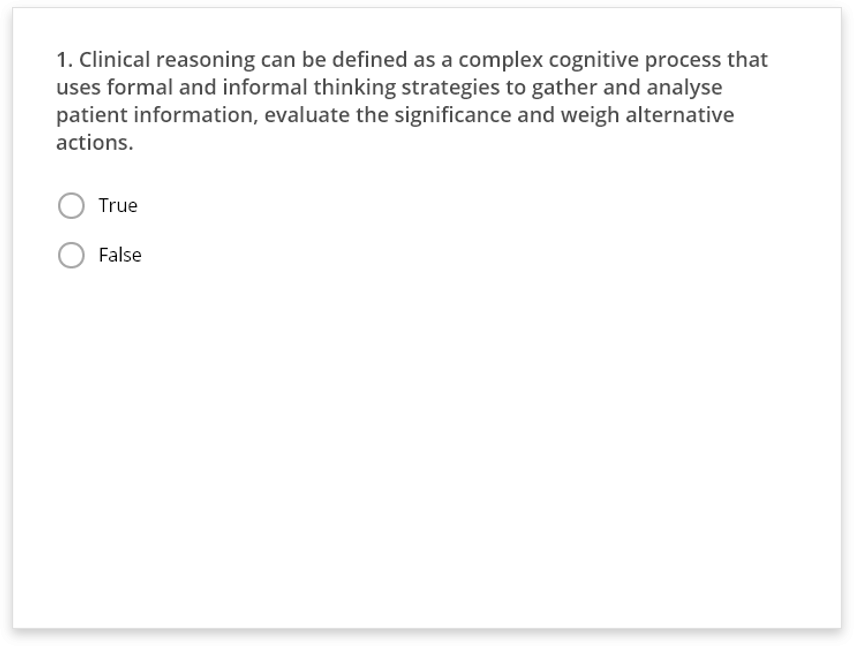 1. Clinical reasoning can be defined as a complex cognitive process that
uses formal and informal thinking strategies to gather and analyse
patient information, evaluate the significance and weigh alternative
actions.
True
False